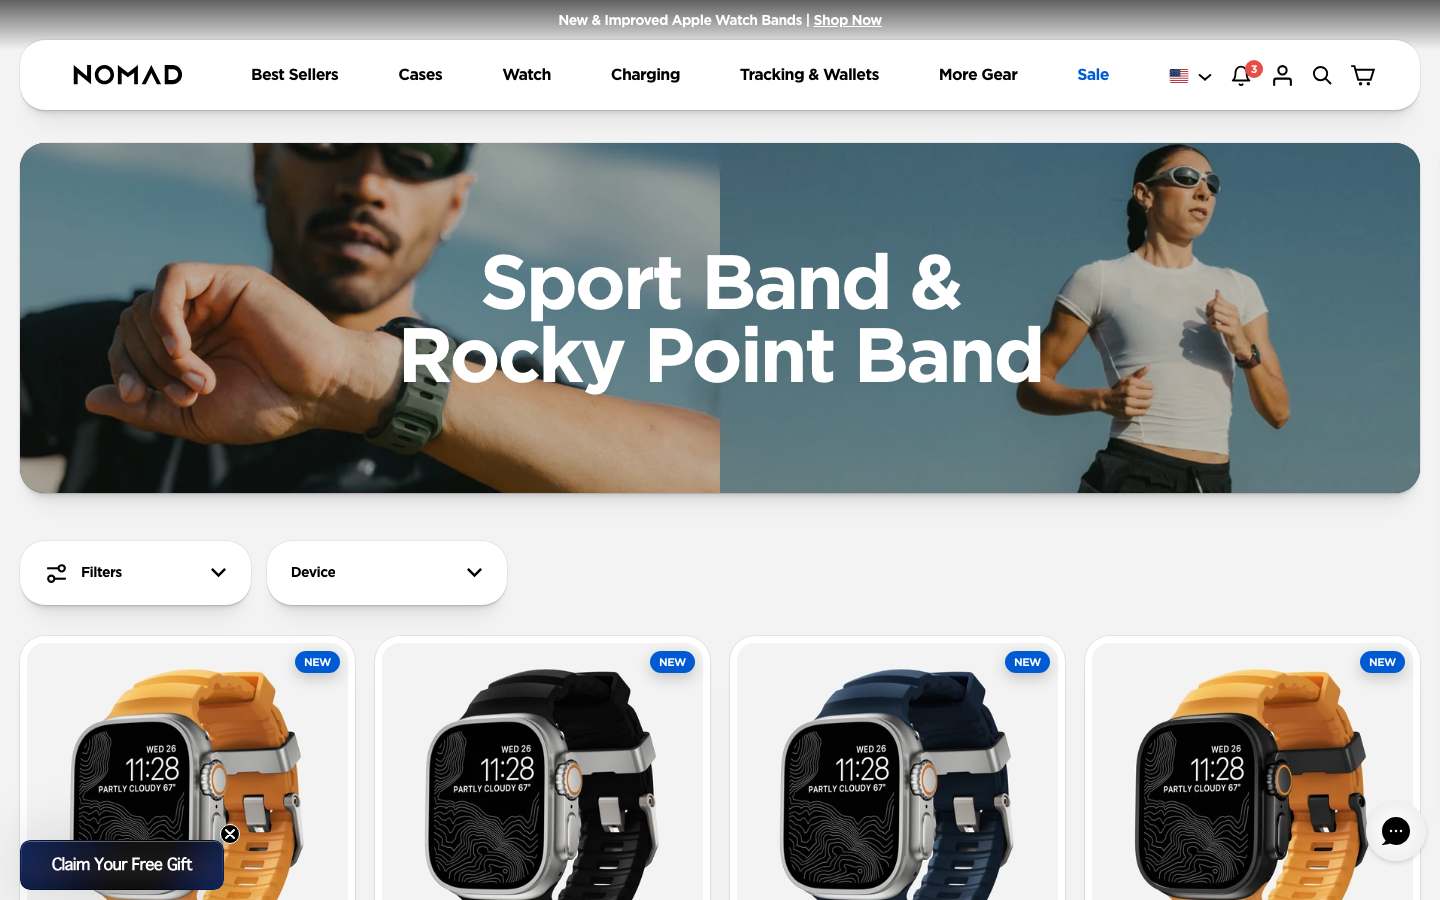 New & Improved Apple Watch Bands | Shop Now
NOMAD
Best Sellers
Cases
Watch
Charging
Tracking & Wallets
More Gear
Sale
3
Sport Band &
Rocky Point Band
Filters
Device
NEW
NEW
NEW
NEW
WED 26
11:28
PARTLY CLOUDY 67°
WED 26
11:28
PARTLY CLOUDY 67°
WED 26
11:28
PARTLY CLOUDY 67°
WED 26
11:28
PARTLY CLOUDY 67°
Claim Your Free Gift